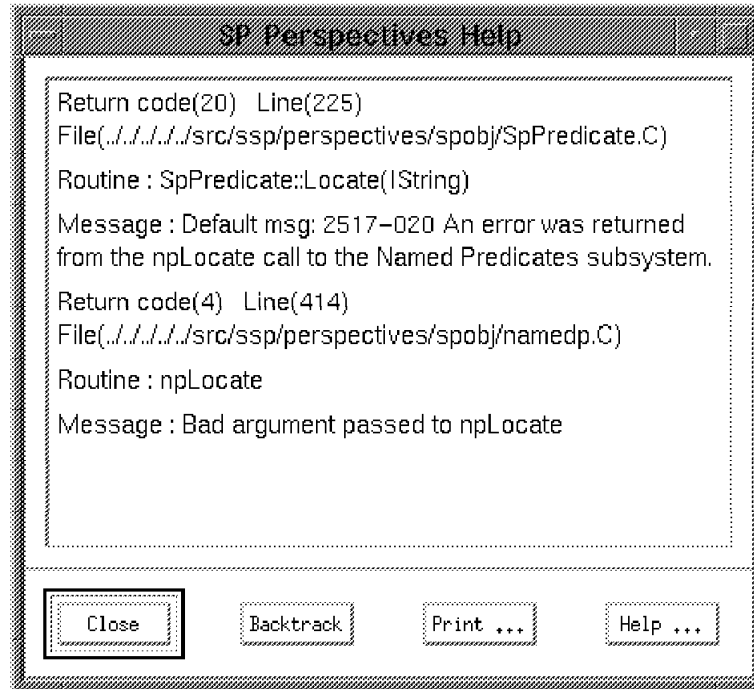 SP Perspectives Help
Return code(20) Line(225)
File(../../../../../src/ssp/perspectives/spobj/SpPredicate.C)
Routine : SpPredicate::Locate(IString)
Message : Default msg: 2517-020 An error was returned
from the npLocate call to the Named Predicates subsystem.
Return code(4) Line(414)
File(../../../../../src/ssp/perspectives/spobj/namedp.C)
Routine : npLocate
Message : Bad argument passed to npLocate
Close Backtrack Print ... Help ...